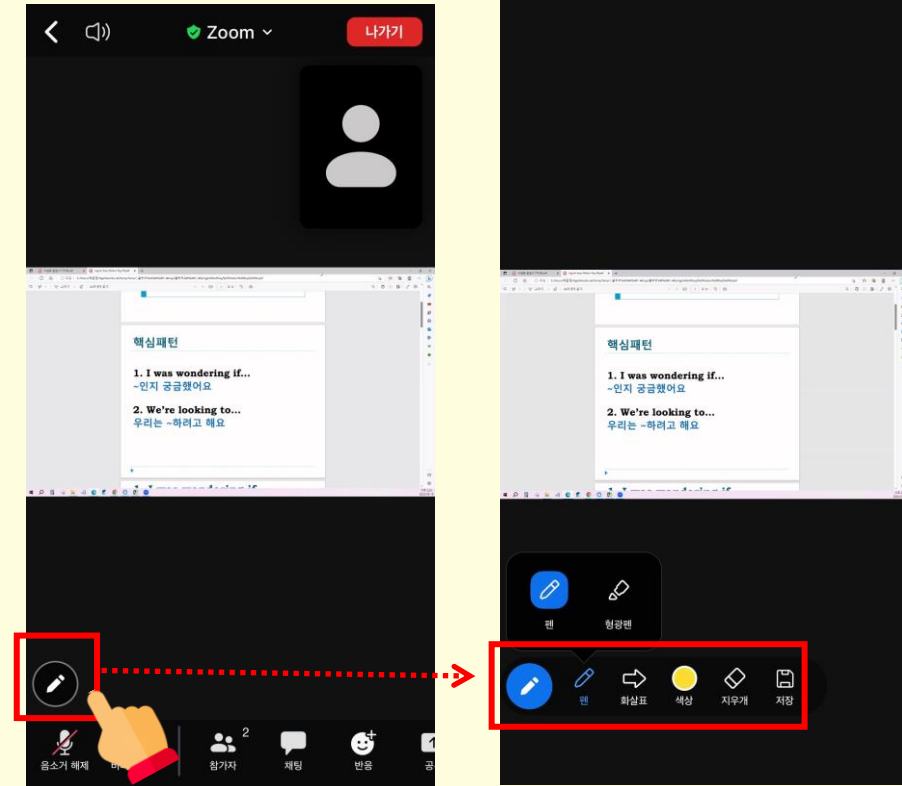 Zoom
나가기
핵심패턴
1. I was wondering if...
~인지 궁금했어요
2. We're looking to...
우리는 ~하려고 해요
음소거 해제
2
참가자
채팅
반응
핵심패턴
1. I was wondering if...
~인지 궁금했어요
2. We're looking to...
우리는 ~하려고 해요
펜
형광펜
펜
화살표
색상
지우개
저장